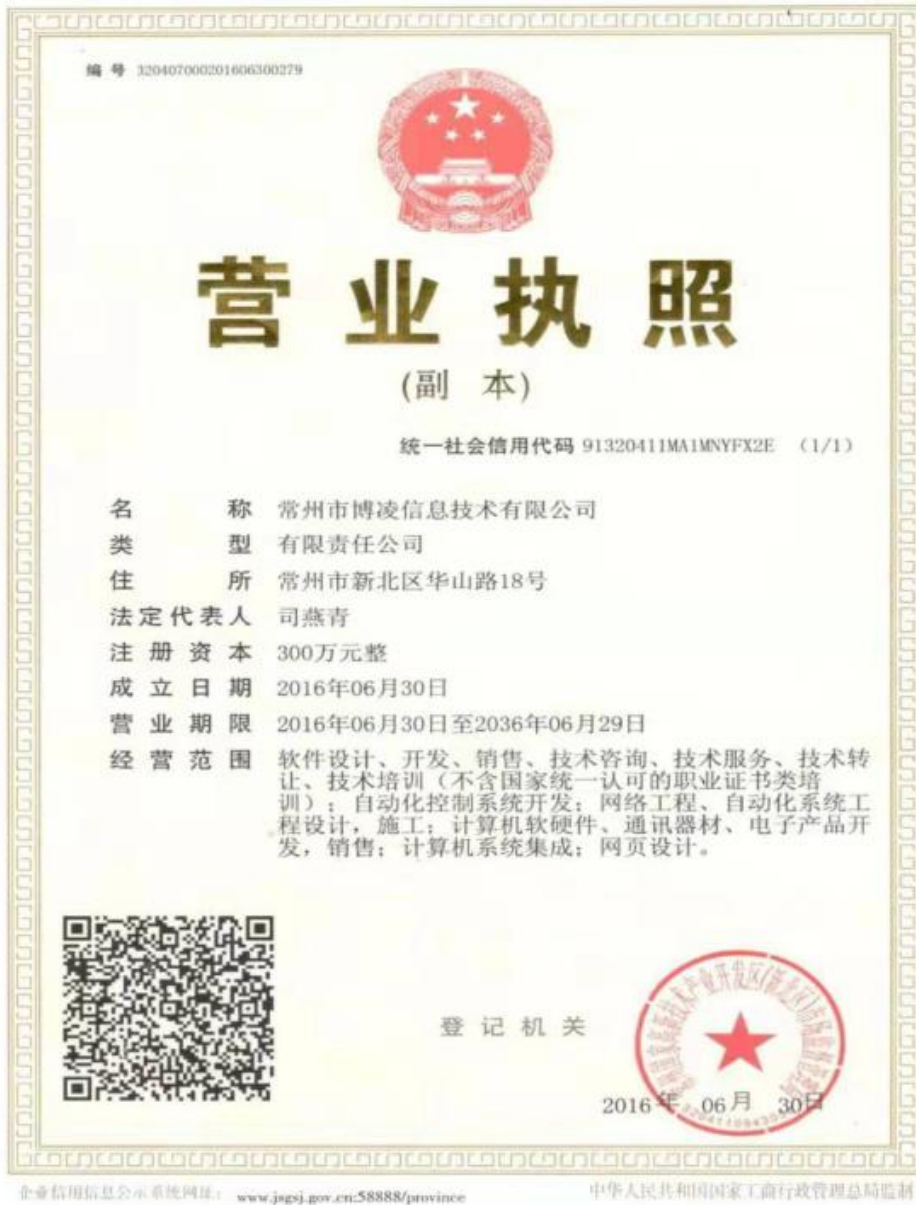 编 号 320407000201606300279
营业执照
(副 本)
统一社会信用代码 91320411MA1MNYFX2E (1/1)
名 称 常州市博凌信息技术有限公司
类 型 有限责任公司
住 所 常州市新北区华山路18号
法定代表人 司燕青
注 册 资 本 300万元整
成 立 日 期 2016年06月30日
营 业 期 限 2016年06月30日至2036年06月29日
经 营 范 围 软件设计、开发、销售、技术咨询、技术服务、技术转
让、技术培训（不含国家统一认可的职业证书类培
训）；自动化控制系统开发；网络工程、自动化系统工
程设计，施工；计算机软硬件、通讯器材、电子产品开
发，销售；计算机系统集成；网页设计。
登 记 机 关
2016年 06月 30日
企业信用信息公示系统网址： www.jsgsj.gov.cn:58888/province
中华人民共和国国家工商行政管理总局监制